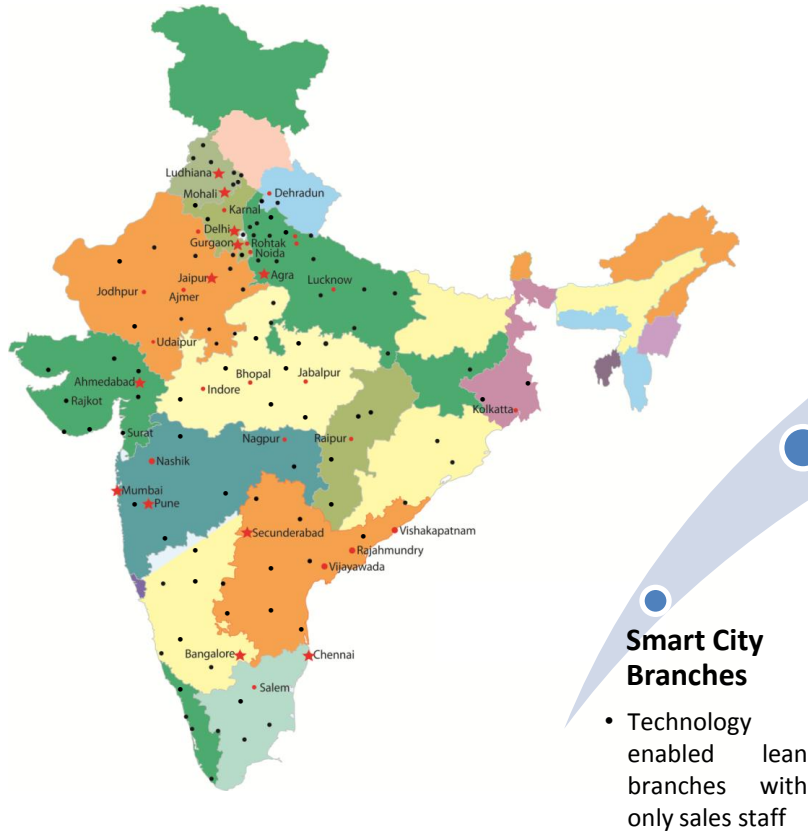 Ludhiana
Mohali
Dehradun
Karnal
Delhi
Gurgaon
Rohtak
Noida
Jaipur
Agra
Jodhpur
Ajmer
Lucknow
Udaipur
Ahmedabad
Bhopal
Jabalpur
Indore
Rajkot
Kolkatta
Surat
Nagpur
Raipur
Nashik
Mumbai
Pune
Secunderabad
Vishakapatnam
Rajahmundry
Vijayawada
Bangalore
Chennai
Salem
Smart City
Branches
• Technology
enabled lean
branches with
only sales staff